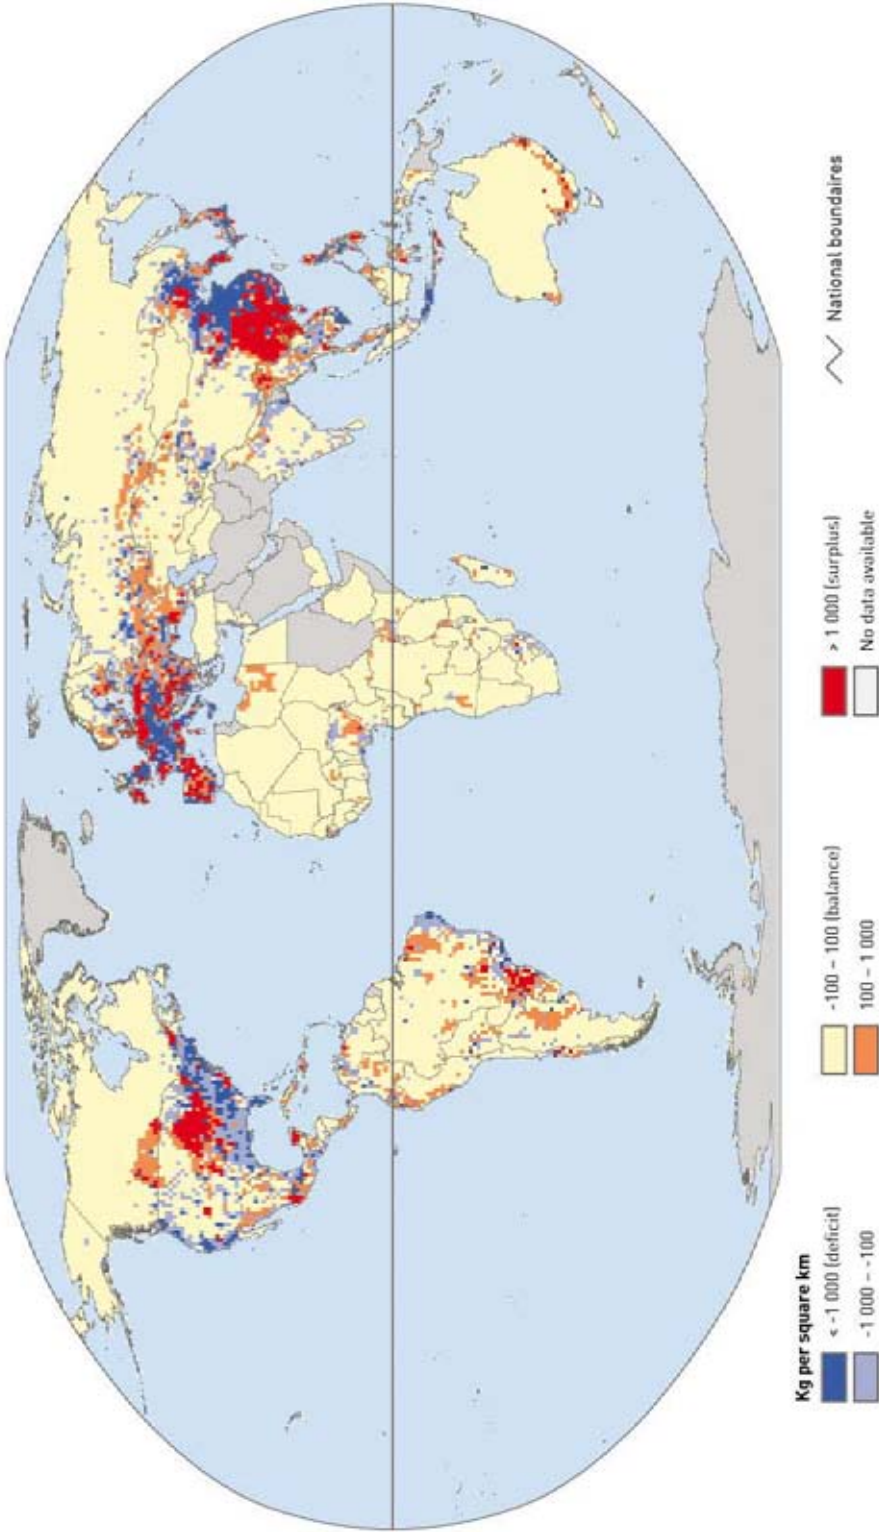 Kg per square km
< -1 000 (deficit)
-1 000 – -100
-100 – 100 (balance)
100 – 1 000
> 1 000 (surplus)
No data available
National boundaires